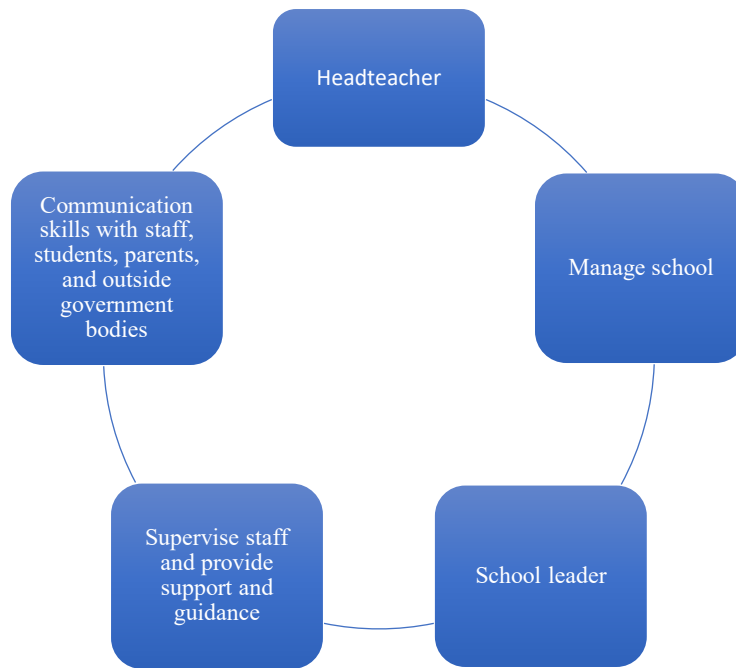 Headteacher
Manage school
School leader
Supervise staff
and provide
support and
guidance
Communication
skills with staff,
students, parents,
and outside
government
bodies